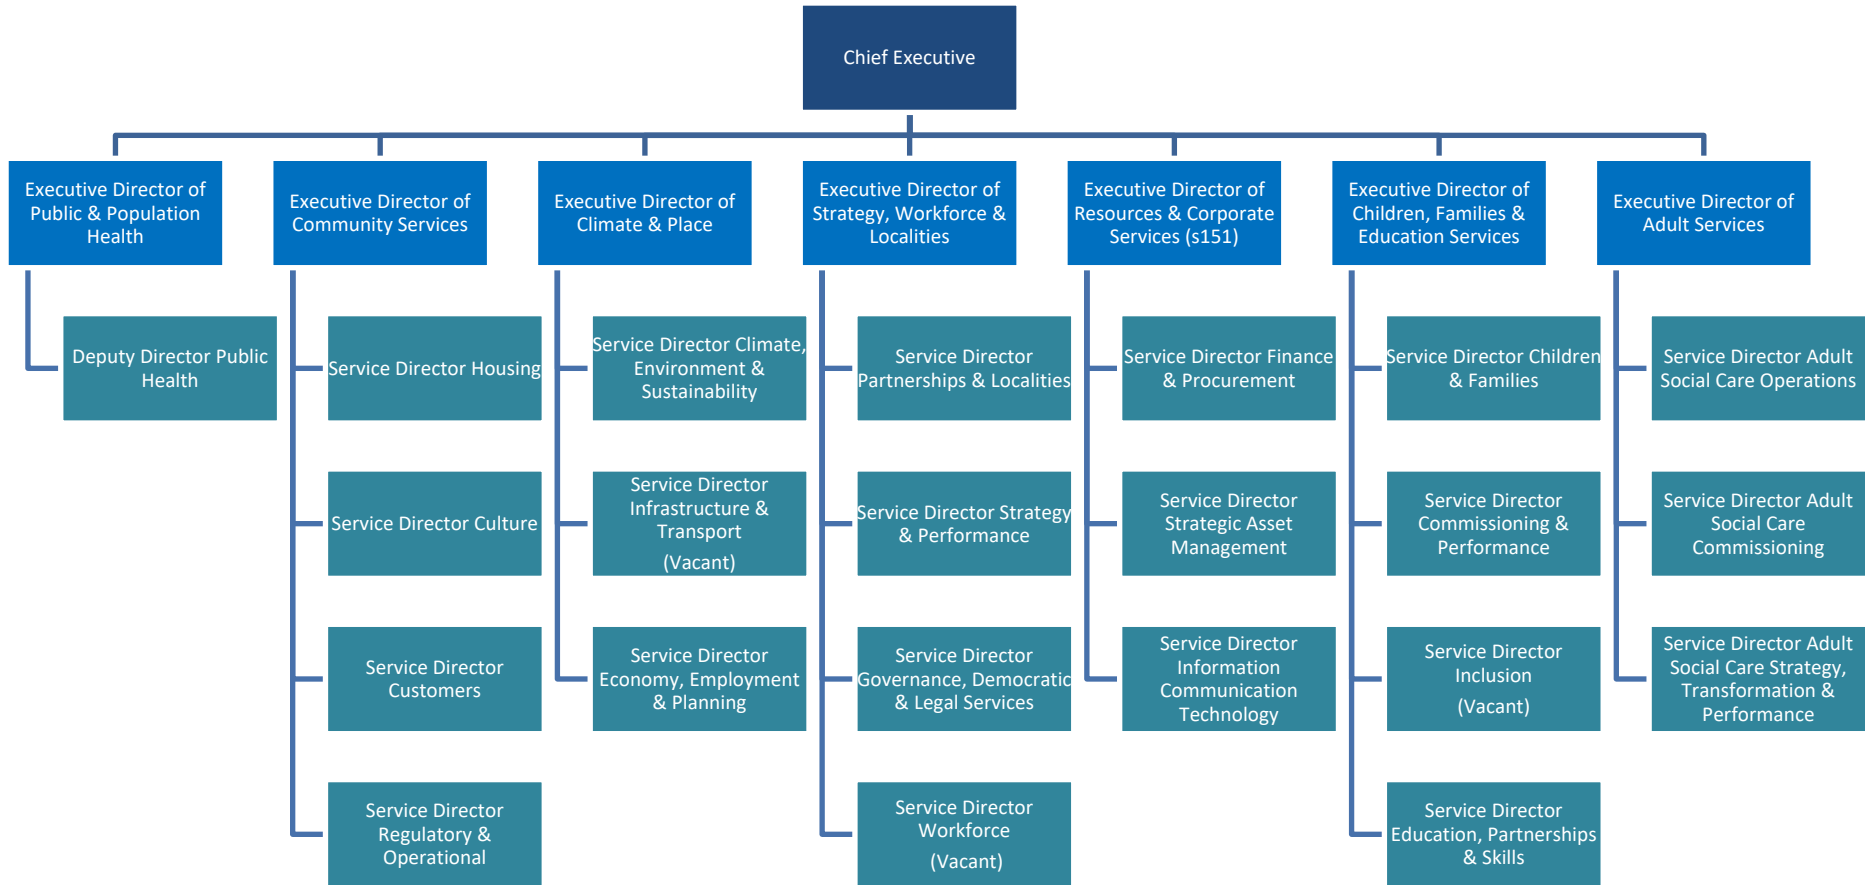 Chief Executive
Executive Director of
Public & Population
Health
Executive Director of
Community Services
Executive Director of
Climate & Place
Executive Director of
Strategy, Workforce &
Localities
Executive Director of
Resources & Corporate
Services (s151)
Executive Director of
Children, Families &
Education Services
Executive Director of
Adult Services
Deputy Director Public
Health
Service Director Housing
Service Director Climate,
Environment &
Sustainability
Service Director
Partnerships & Localities
Service Director Finance
& Procurement
Service Director Children
& Families
Service Director Adult
Social Care Operations
Service Director Culture
Service Director
Infrastructure &
Transport
(Vacant)
Service Director Strategy
& Performance
Service Director
Strategic Asset
Management
Service Director
Commissioning &
Performance
Service Director Adult
Social Care
Commissioning
Service Director
Customers
Service Director
Economy, Employment
& Planning
Service Director
Governance, Democratic
& Legal Services
Service Director
Information
Communication
Technology
Service Director
Inclusion
(Vacant)
Service Director Adult
Social Care Strategy,
Transformation &
Performance
Service Director
Regulatory &
Operational
Service Director
Workforce
(Vacant)
Service Director
Education, Partnerships
& Skills